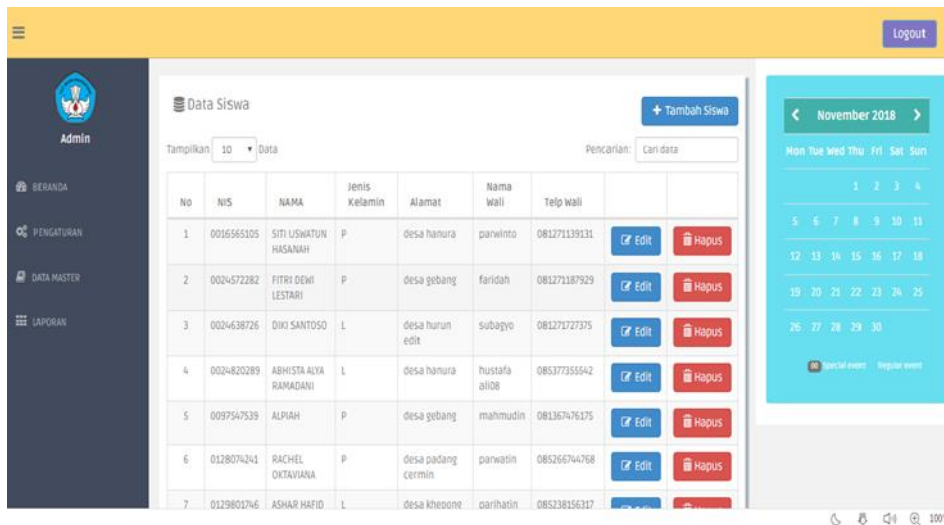 Logout
Admin
BERANDA
PENGATURAN
DATA MASTER
LAPORAN
Data Siswa
+ Tambah Siswa
Tampilkan 10 Data
Pencarian: Cari data
No NIS NAMA Jenis Kelamin Alamat Nama Wali Telp Wali
1 0016565105 SITI USWATUN HASANAH P desa hanura parwinto 081271139131 Edit Hapus
2 0024572282 FITRI DEWI LESTARI P desa gebang faridah 081271187929 Edit Hapus
3 0024638726 DIKI SANTOSO L desa hurun edit subagyo 081271727375 Edit Hapus
4 0024820289 ABHISTA ALYA RAMADANI L desa hanura hustafa ali08 085377355542 Edit Hapus
5 0097547539 ALPIAH P desa gebang mahmudin 081367476175 Edit Hapus
6 0128074241 RACHEL OKTAVIANA P desa padang cermin parwatin 085266744768 Edit Hapus
7 0129801746 ASHAR HAFID L desa khepong parihatin 085238156317
November 2018
Mon Tue Wed Thu Fri Sat Sun
1 2 3 4
5 6 7 8 9 10 11
12 13 14 15 16 17 18
19 20 21 22 23 24 25
26 27 28 29 30
00 Special event Regular event